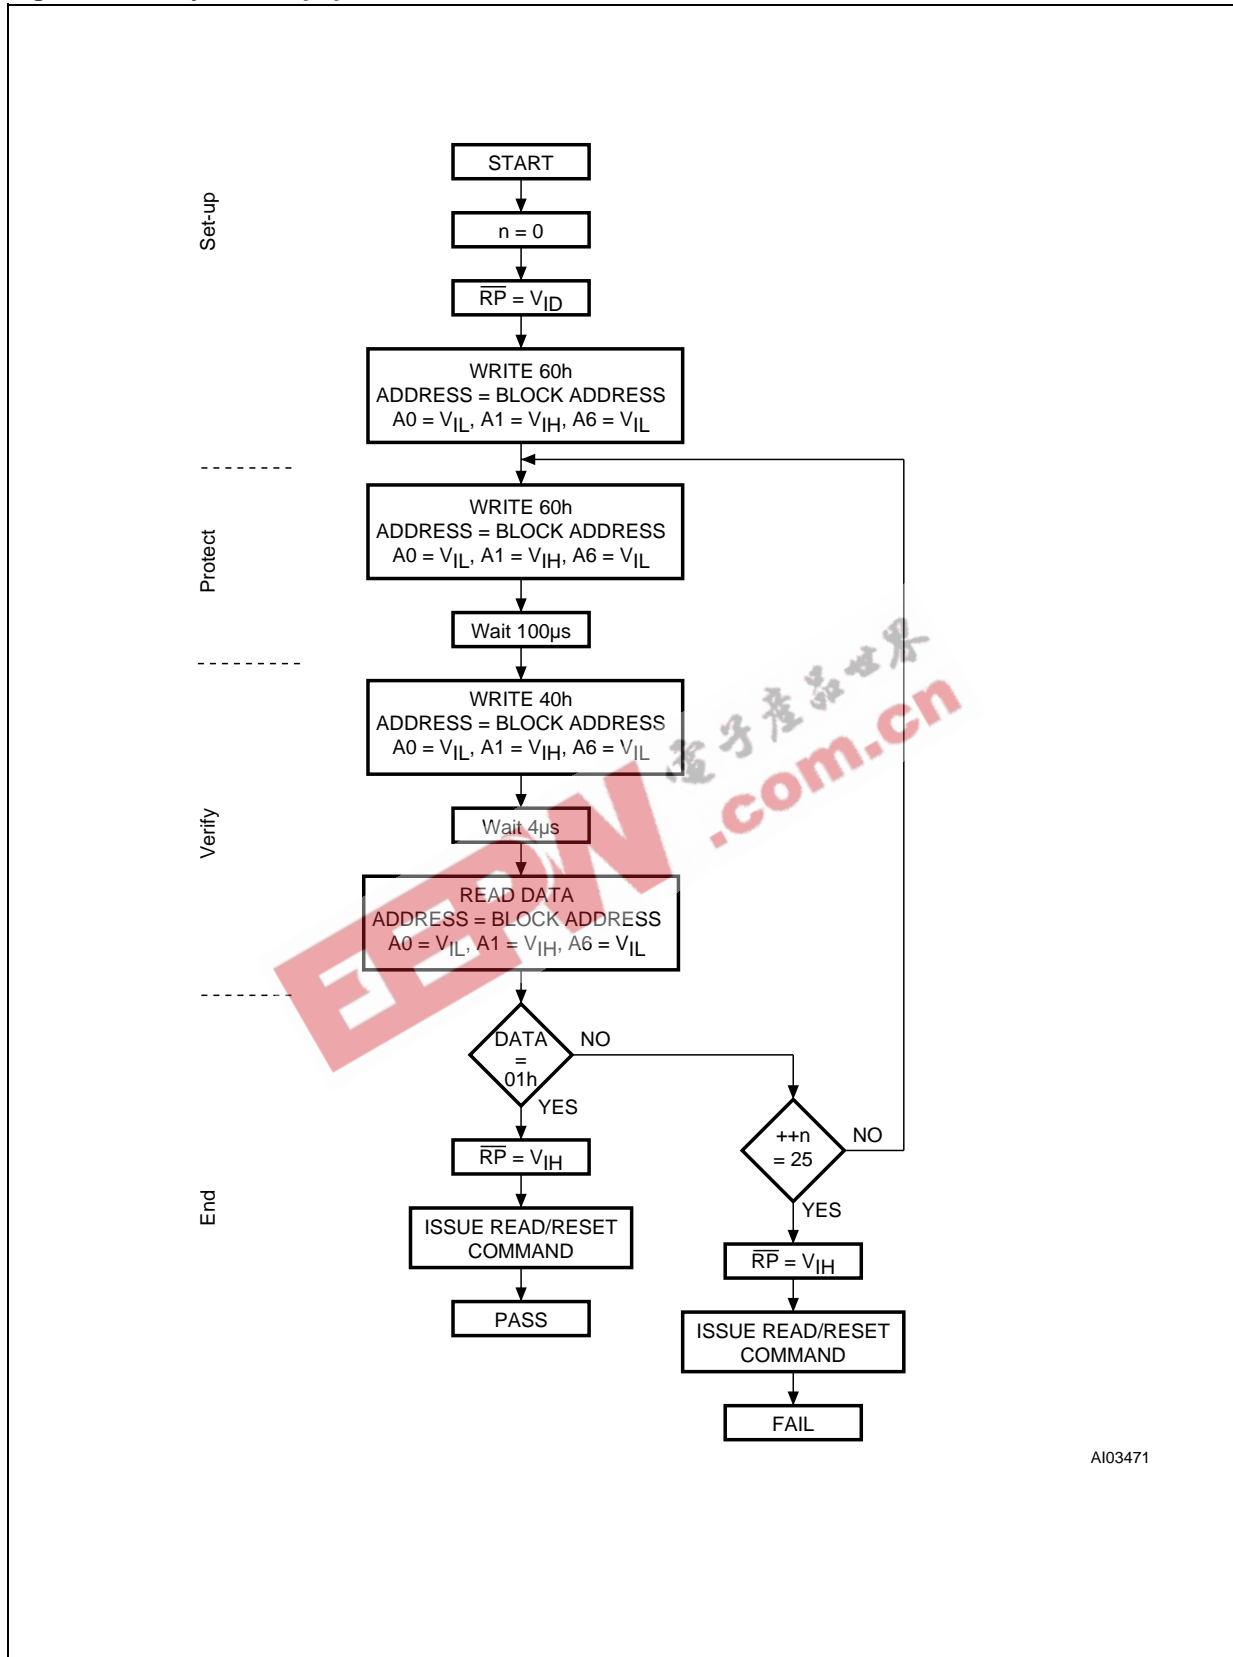 START
Set-up
n = 0
RP = VID
WRITE 60h
ADDRESS = BLOCK ADDRESS
A0 = VIL, A1 = VIH, A6 = VIL
Protect
WRITE 60h
ADDRESS = BLOCK ADDRESS
A0 = VIL, A1 = VIH, A6 = VIL
Wait 100µs
WRITE 40h
ADDRESS = BLOCK ADDRESS
A0 = VIL, A1 = VIH, A6 = VIL
電子產品世界
.com.cn
EEPW
Verify
Wait 4µs
READ DATA
ADDRESS = BLOCK ADDRESS
A0 = VIL, A1 = VIH, A6 = VIL
DATA
=
01h
NO
YES
++n
= 25
NO
YES
End
RP = VIH
ISSUE READ/RESET
COMMAND
PASS
RP = VIH
ISSUE READ/RESET
COMMAND
FAIL
AI03471